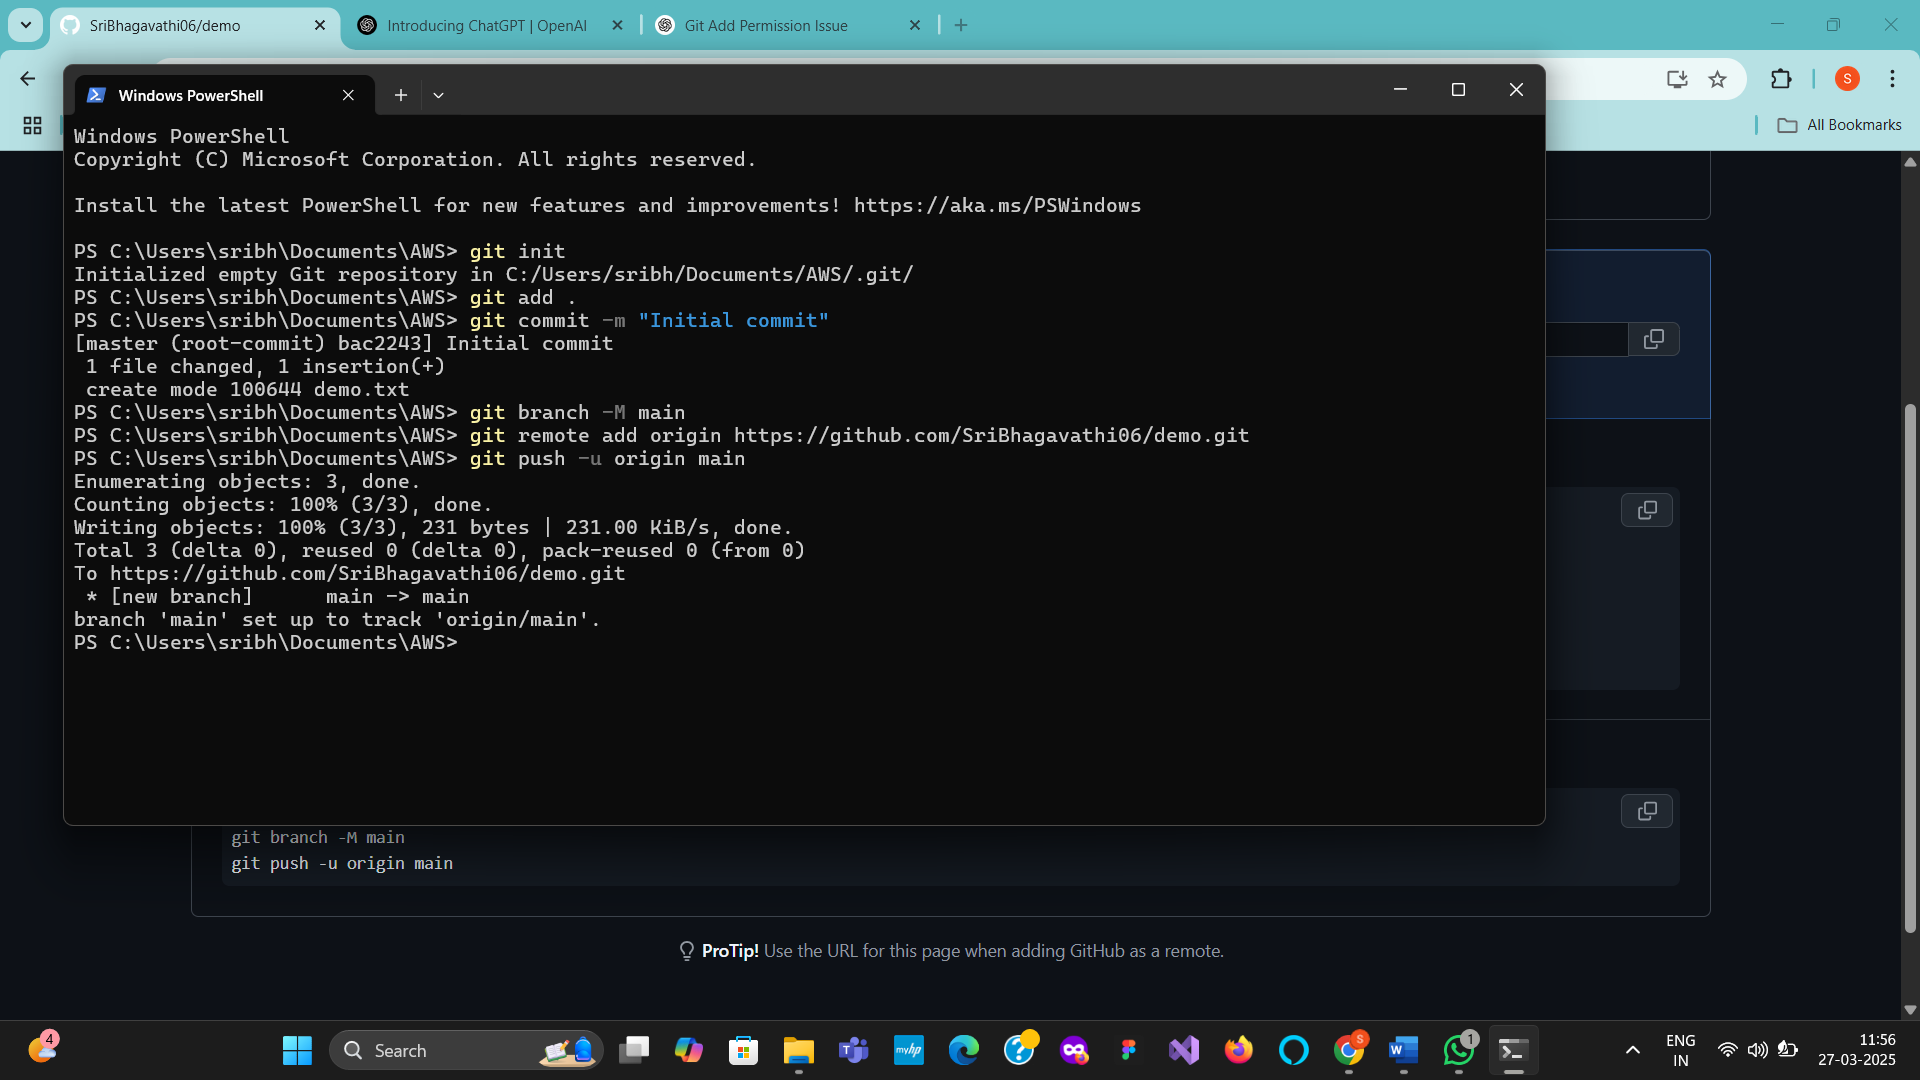 SriBhagavathi06/demo
Introducing ChatGPT | OpenAI
Git Add Permission Issue
S
All Bookmarks
Windows PowerShell
Windows PowerShell
Copyright (C) Microsoft Corporation. All rights reserved.
Install the latest PowerShell for new features and improvements! https://aka.ms/PSWindows
PS C:\Users\sribh\Documents\AWS> git init
Initialized empty Git repository in C:/Users/sribh/Documents/AWS/.git/
PS C:\Users\sribh\Documents\AWS> git add .
PS C:\Users\sribh\Documents\AWS> git commit -m "Initial commit"
[master (root-commit) bac2243] Initial commit
 1 file changed, 1 insertion(+)
 create mode 100644 demo.txt
PS C:\Users\sribh\Documents\AWS> git branch -M main
PS C:\Users\sribh\Documents\AWS> git remote add origin https://github.com/SriBhagavathi06/demo.git
PS C:\Users\sribh\Documents\AWS> git push -u origin main
Enumerating objects: 3, done.
Counting objects: 100% (3/3), done.
Writing objects: 100% (3/3), 231 bytes | 231.00 KiB/s, done.
Total 3 (delta 0), reused 0 (delta 0), pack-reused 0 (from 0)
To https://github.com/SriBhagavathi06/demo.git
 * [new branch]      main -> main
branch 'main' set up to track 'origin/main'.
PS C:\Users\sribh\Documents\AWS>
git branch -M main
git push -u origin main
ProTip! Use the URL for this page when adding GitHub as a remote.
4
Search
myhp
S
1
ENG
IN
11:56
27-03-2025